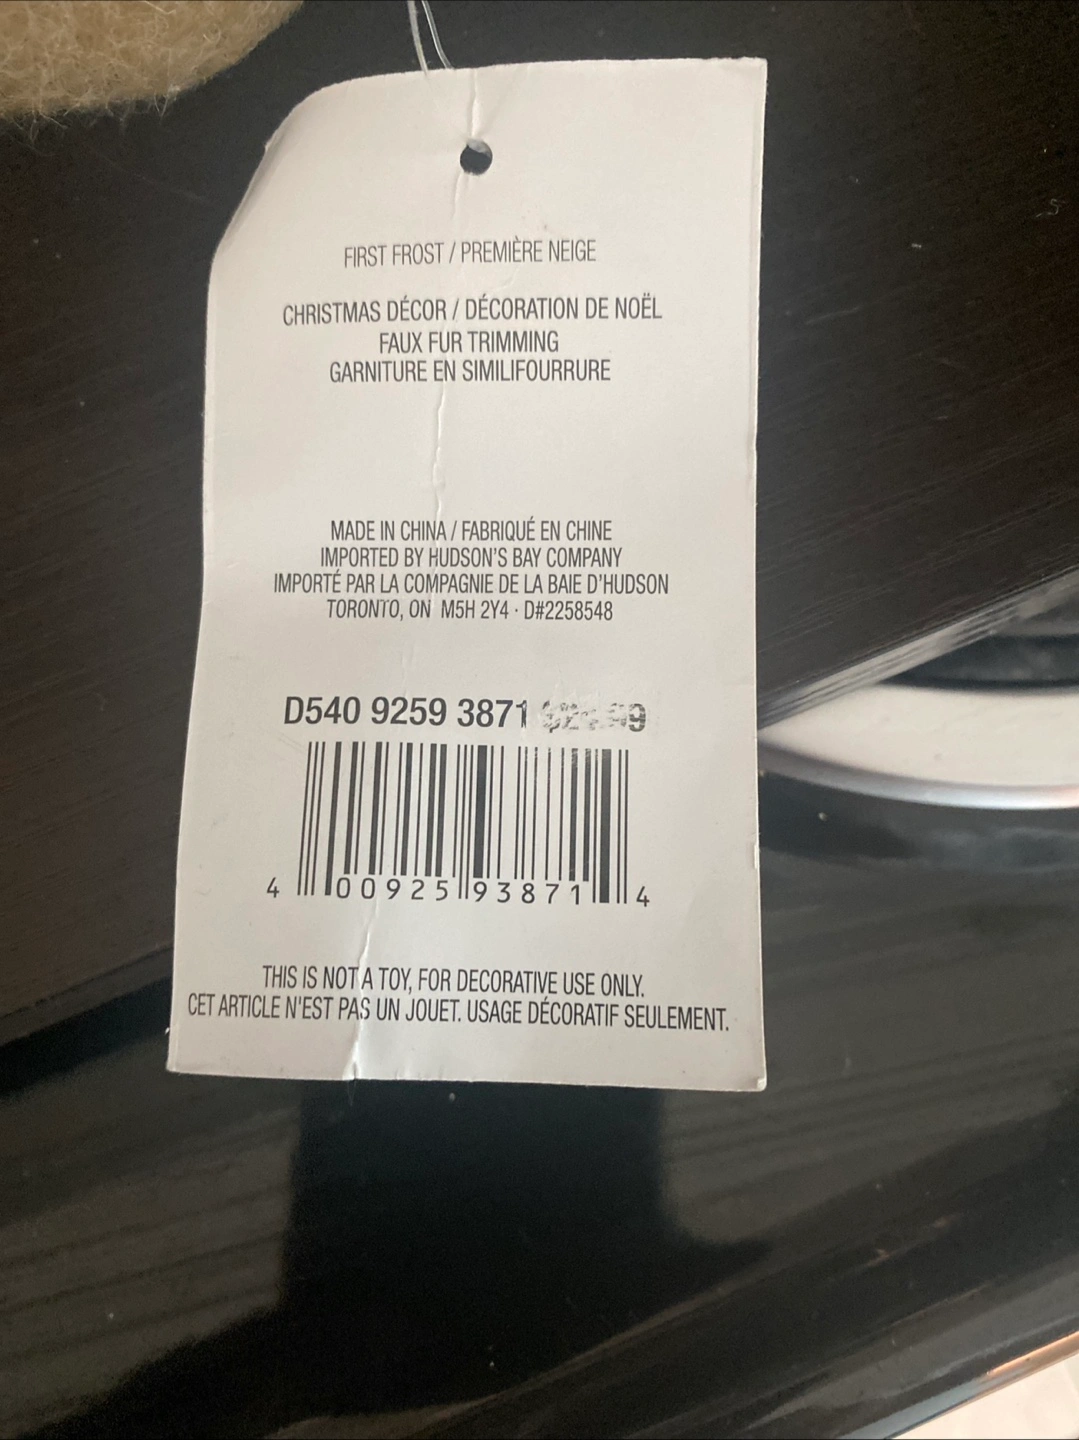 FIRST FROST / PREMIÈRE NEIGE
CHRISTMAS DÉCOR / DÉCORATION DE NOËL
FAUX FUR TRIMMING
GARNITURE EN SIMILIFOURRURE
MADE IN CHINA / FABRIQUÉ EN CHINE
IMPORTED BY HUDSON'S BAY COMPANY
IMPORTÉ PAR LA COMPAGNIE DE LA BAIE D'HUDSON
TORONTO, ON M5H 2Y4 · D#2258548
D540 9259 3871
4 00925 93871 4
THIS IS NOT A TOY, FOR DECORATIVE USE ONLY.
CET ARTICLE N'EST PAS UN JOUET. USAGE DÉCORATIF SEULEMENT.